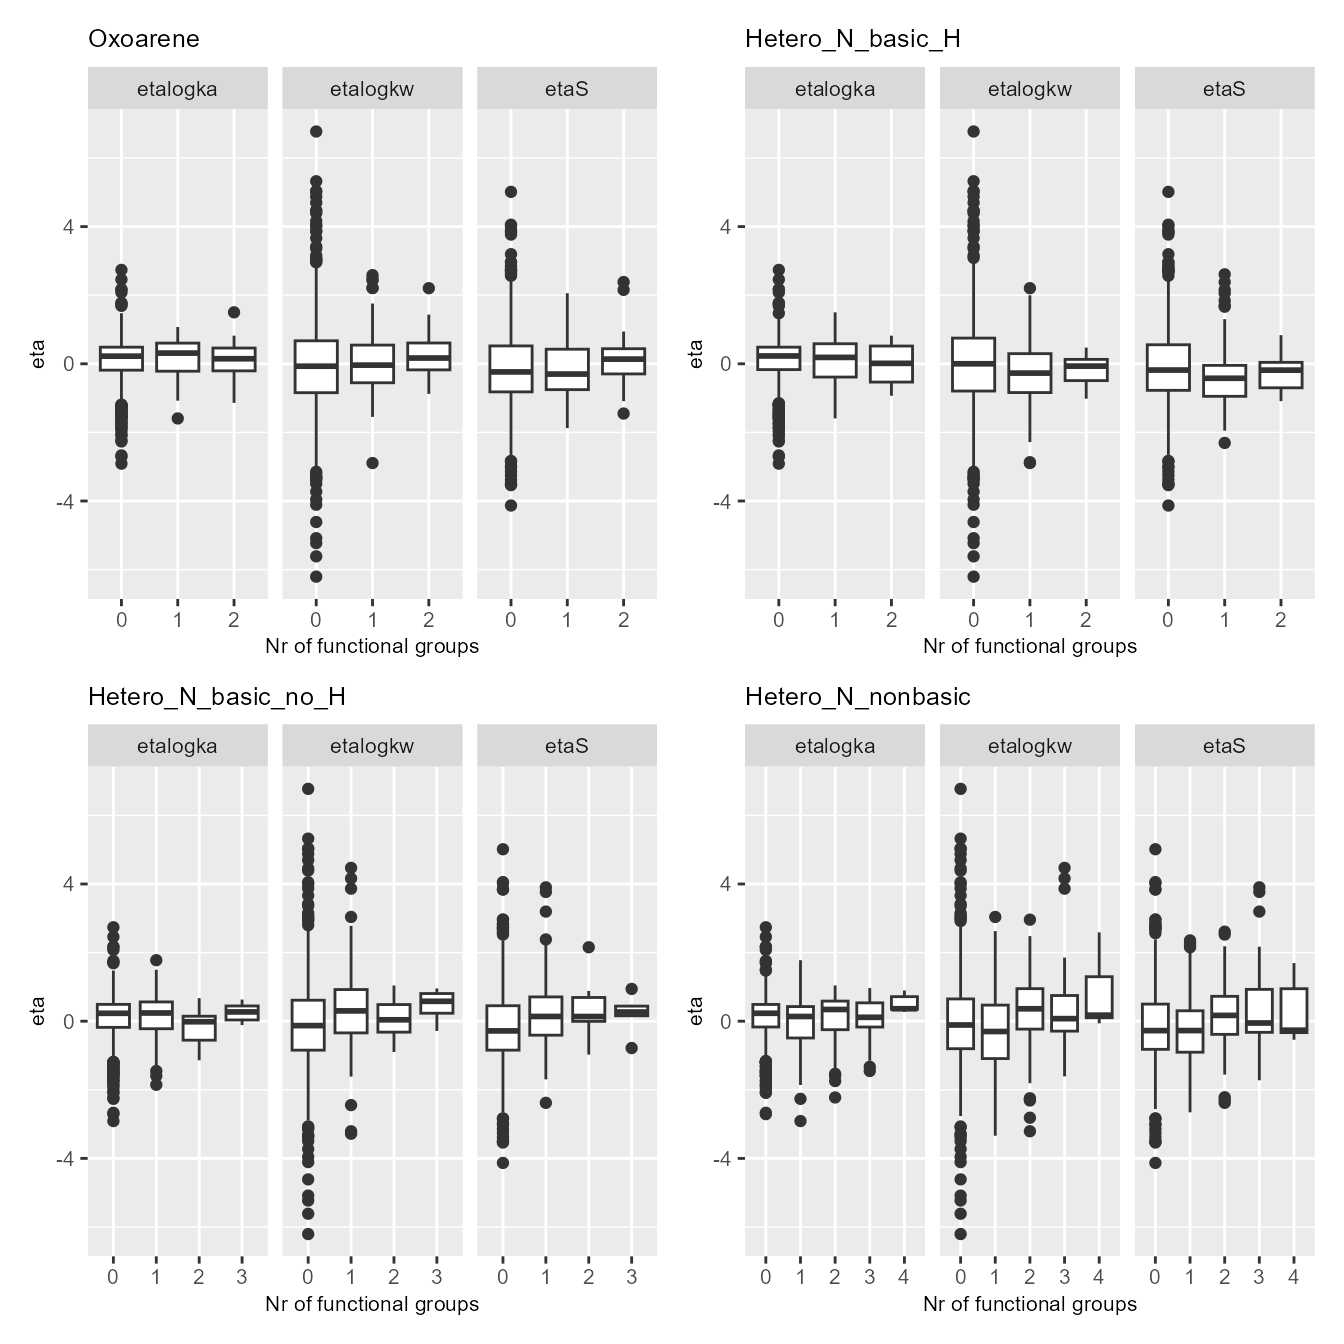 Oxoarene
etalogka etalogkw etaS
4
0
-4
eta
0 1 2 0 1 2 0 1 2
Nr of functional groups
Hetero_N_basic_H
etalogka etalogkw etaS
4
0
-4
eta
0 1 2 0 1 2 0 1 2
Nr of functional groups
Hetero_N_basic_no_H
etalogka etalogkw etaS
4
0
-4
eta
0 1 2 3 0 1 2 3 0 1 2 3
Nr of functional groups
Hetero_N_nonbasic
etalogka etalogkw etaS
4
0
-4
eta
0 1 2 3 4 0 1 2 3 4 0 1 2 3 4
Nr of functional groups